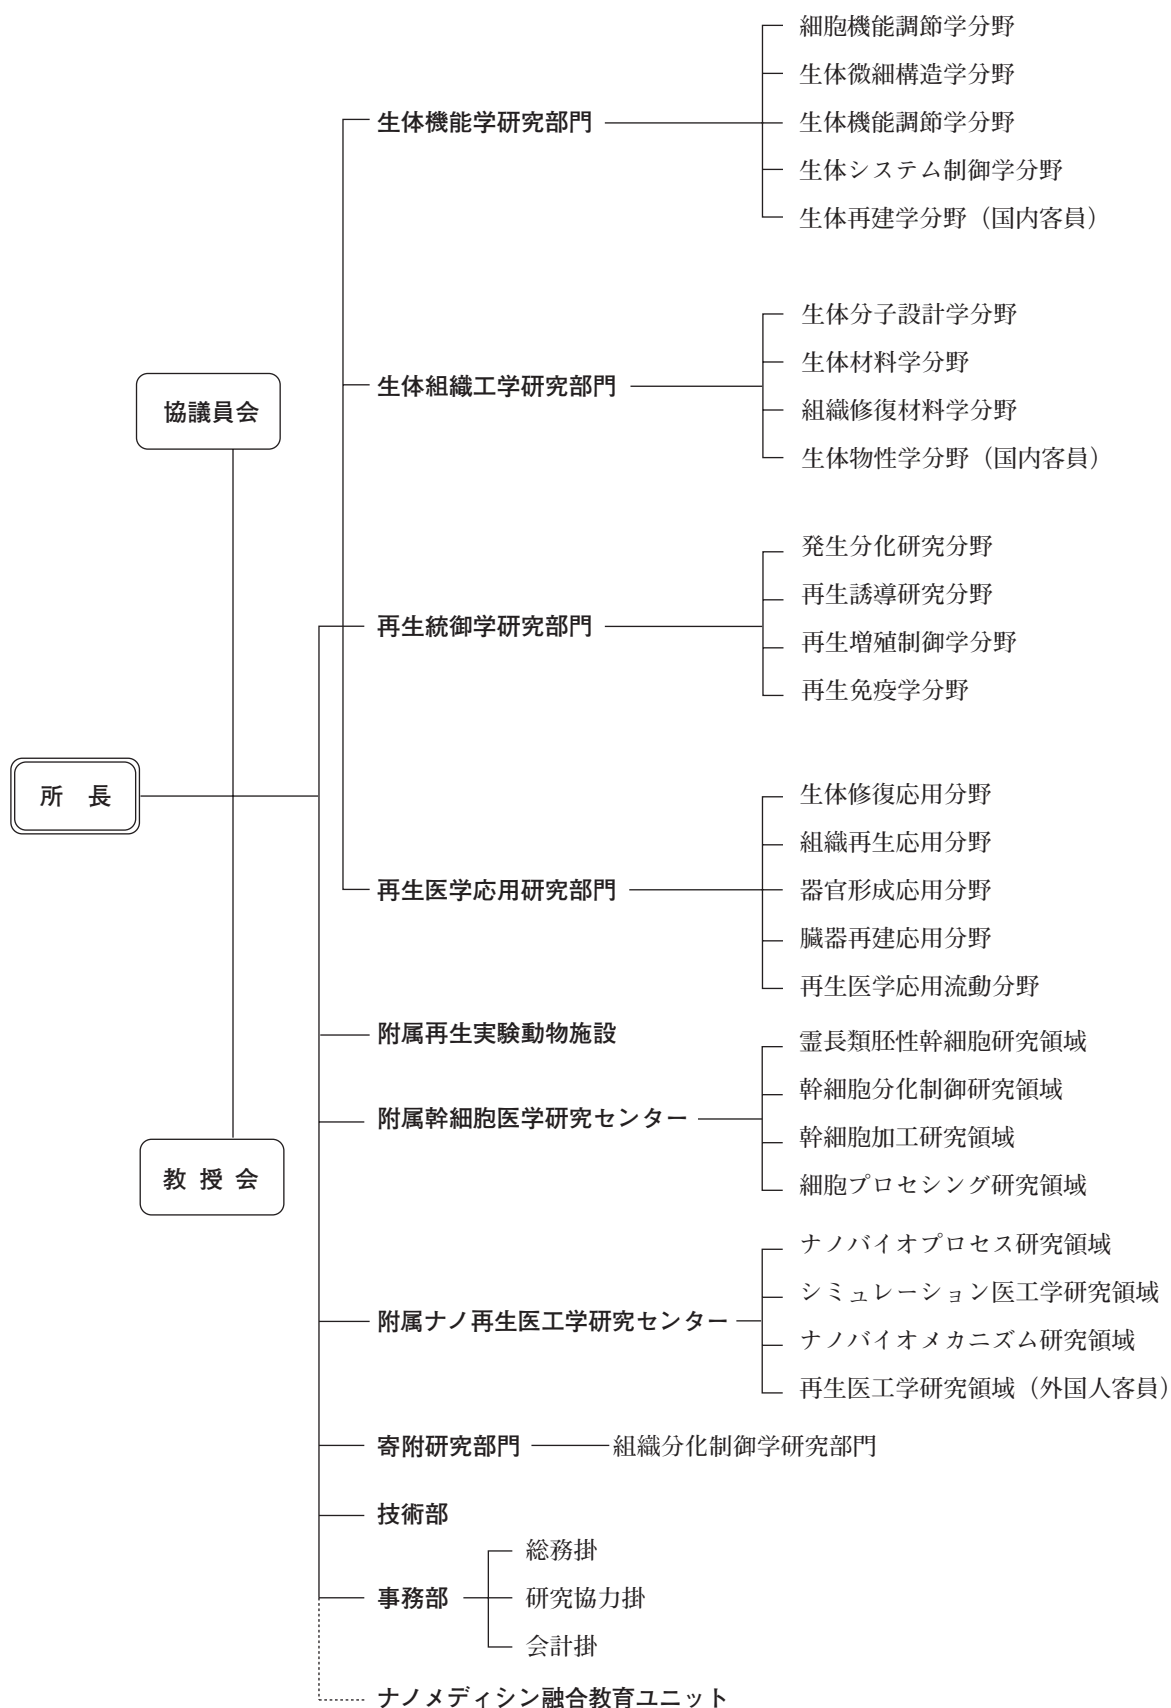 細胞機能調節学分野
生体微細構造学分野
生体機能学研究部門
生体機能調節学分野
生体システム制御学分野
生体再建学分野（国内客員）
生体分子設計学分野
生体材料学分野
生体組織工学研究部門
組織修復材料学分野
生体物性学分野（国内客員）
協議員会
発生分化研究分野
再生誘導研究分野
再生統御学研究部門
再生増殖制御学分野
再生免疫学分野
所　長
生体修復応用分野
組織再生応用分野
再生医学応用研究部門
器官形成応用分野
臓器再建応用分野
再生医学応用流動分野
附属再生実験動物施設
霊長類胚性幹細胞研究領域
幹細胞分化制御研究領域
附属幹細胞医学研究センター
幹細胞加工研究領域
細胞プロセシング研究領域
教 授 会
ナノバイオプロセス研究領域
シミュレーション医工学研究領域
附属ナノ再生医工学研究センター
ナノバイオメカニズム研究領域
再生医工学研究領域（外国人客員）
寄附研究部門
組織分化制御学研究部門
技術部
総務掛
事務部
研究協力掛
会計掛
ナノメディシン融合教育ユニット